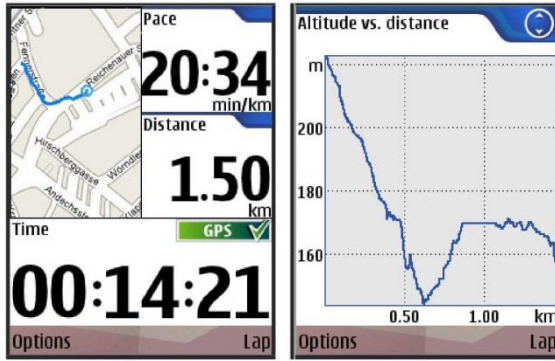 Pace
20:34
min/km
Distance
1.50
km
Time
GPS
00:14:21
Options
Lap
Reichenauer S
Hirschberggasse
Andechsst
Altitude vs. distance
m
200
180
160
0.50
1.00
km
Options
Lap